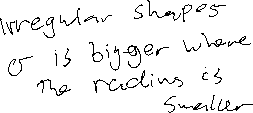 Irregular shapes
σ is bigger where
the radius is
smaller